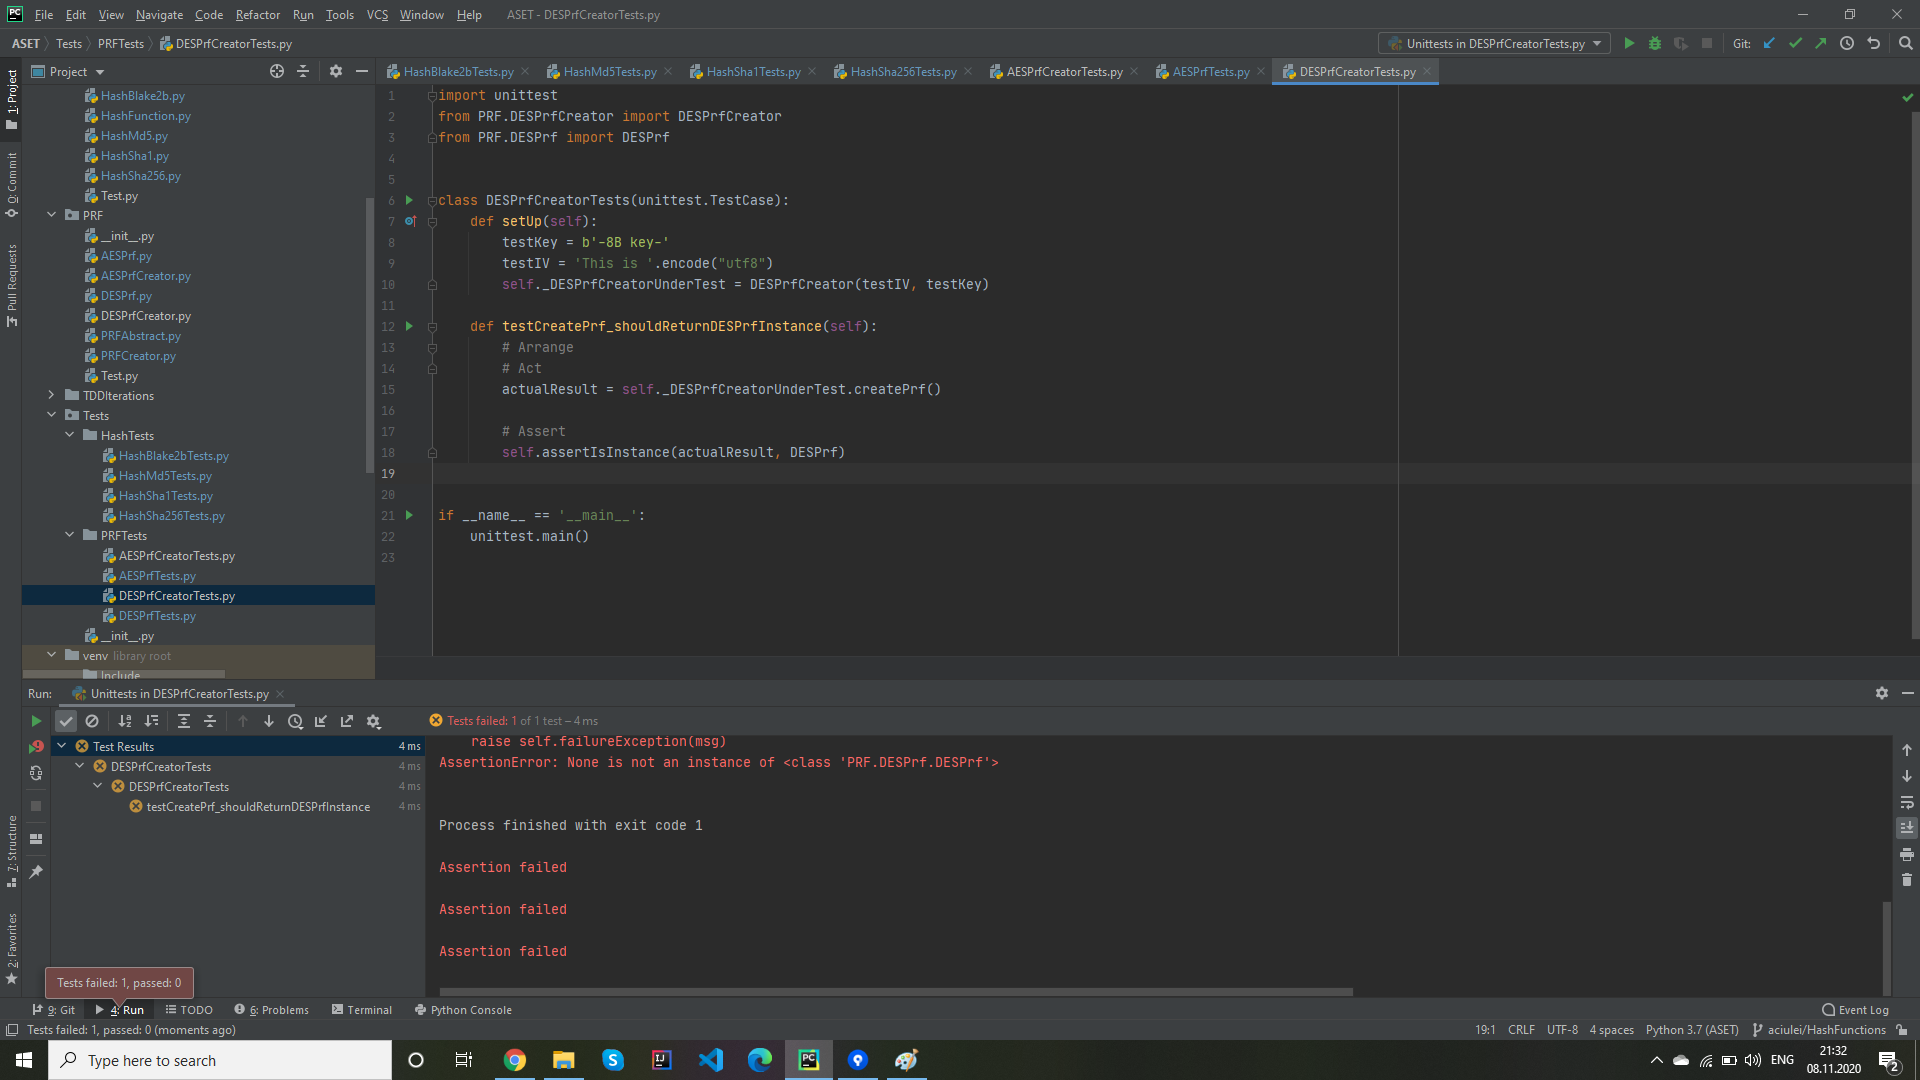 File Edit View Navigate Code Refactor Run Tools VCS Window Help ASET - DESPrfCreatorTests.py
ASET Tests PRFTests DESPrfCreatorTests.py Unittests in DESPrfCreatorTests.py Git:
Project HashBlake2bTests.py HashMd5Tests.py HashSha1Tests.py HashSha256Tests.py AESPrfCreatorTests.py AESPrfTests.py DESPrfCreatorTests.py
1: Project
0: Commit
Pull Requests
7: Structure
2: Favorites
HashBlake2b.py
HashFunction.py
HashMd5.py
HashSha1.py
HashSha256.py
Test.py
PRF
__init__.py
AESPrf.py
AESPrfCreator.py
DESPrf.py
DESPrfCreator.py
PRFAbstract.py
PRFCreator.py
Test.py
TDDIterations
Tests
HashTests
HashBlake2bTests.py
HashMd5Tests.py
HashSha1Tests.py
HashSha256Tests.py
PRFTests
AESPrfCreatorTests.py
AESPrfTests.py
DESPrfCreatorTests.py
DESPrfTests.py
__init__.py
venv library root
Include
1 import unittest
2 from PRF.DESPrfCreator import DESPrfCreator
3 from PRF.DESPrf import DESPrf
4
5
6 class DESPrfCreatorTests(unittest.TestCase):
7 def setUp(self):
8 testKey = b'-8B key-'
9 testIV = 'This is '.encode("utf8")
10 self._DESPrfCreatorUnderTest = DESPrfCreator(testIV, testKey)
11
12 def testCreatePrf_shouldReturnDESPrfInstance(self):
13 # Arrange
14 # Act
15 actualResult = self._DESPrfCreatorUnderTest.createPrf()
16
17 # Assert
18 self.assertIsInstance(actualResult, DESPrf)
19
20
21 if __name__ == '__main__':
22 unittest.main()
23
Run: Unittests in DESPrfCreatorTests.py
Tests failed: 1 of 1 test – 4 ms
Test Results 4 ms
DESPrfCreatorTests 4 ms
DESPrfCreatorTests 4 ms
testCreatePrf_shouldReturnDESPrfInstance 4 ms
raise self.failureException(msg)
AssertionError: None is not an instance of <class 'PRF.DESPrf.DESPrf'>
Process finished with exit code 1
Assertion failed
Assertion failed
Assertion failed
Tests failed: 1, passed: 0
9: Git 4: Run TODO 6: Problems Terminal Python Console Event Log
Tests failed: 1, passed: 0 (moments ago) 19:1 CRLF UTF-8 4 spaces Python 3.7 (ASET) aciulei/HashFunctions
Type here to search ENG 21:32
08.11.2020 2